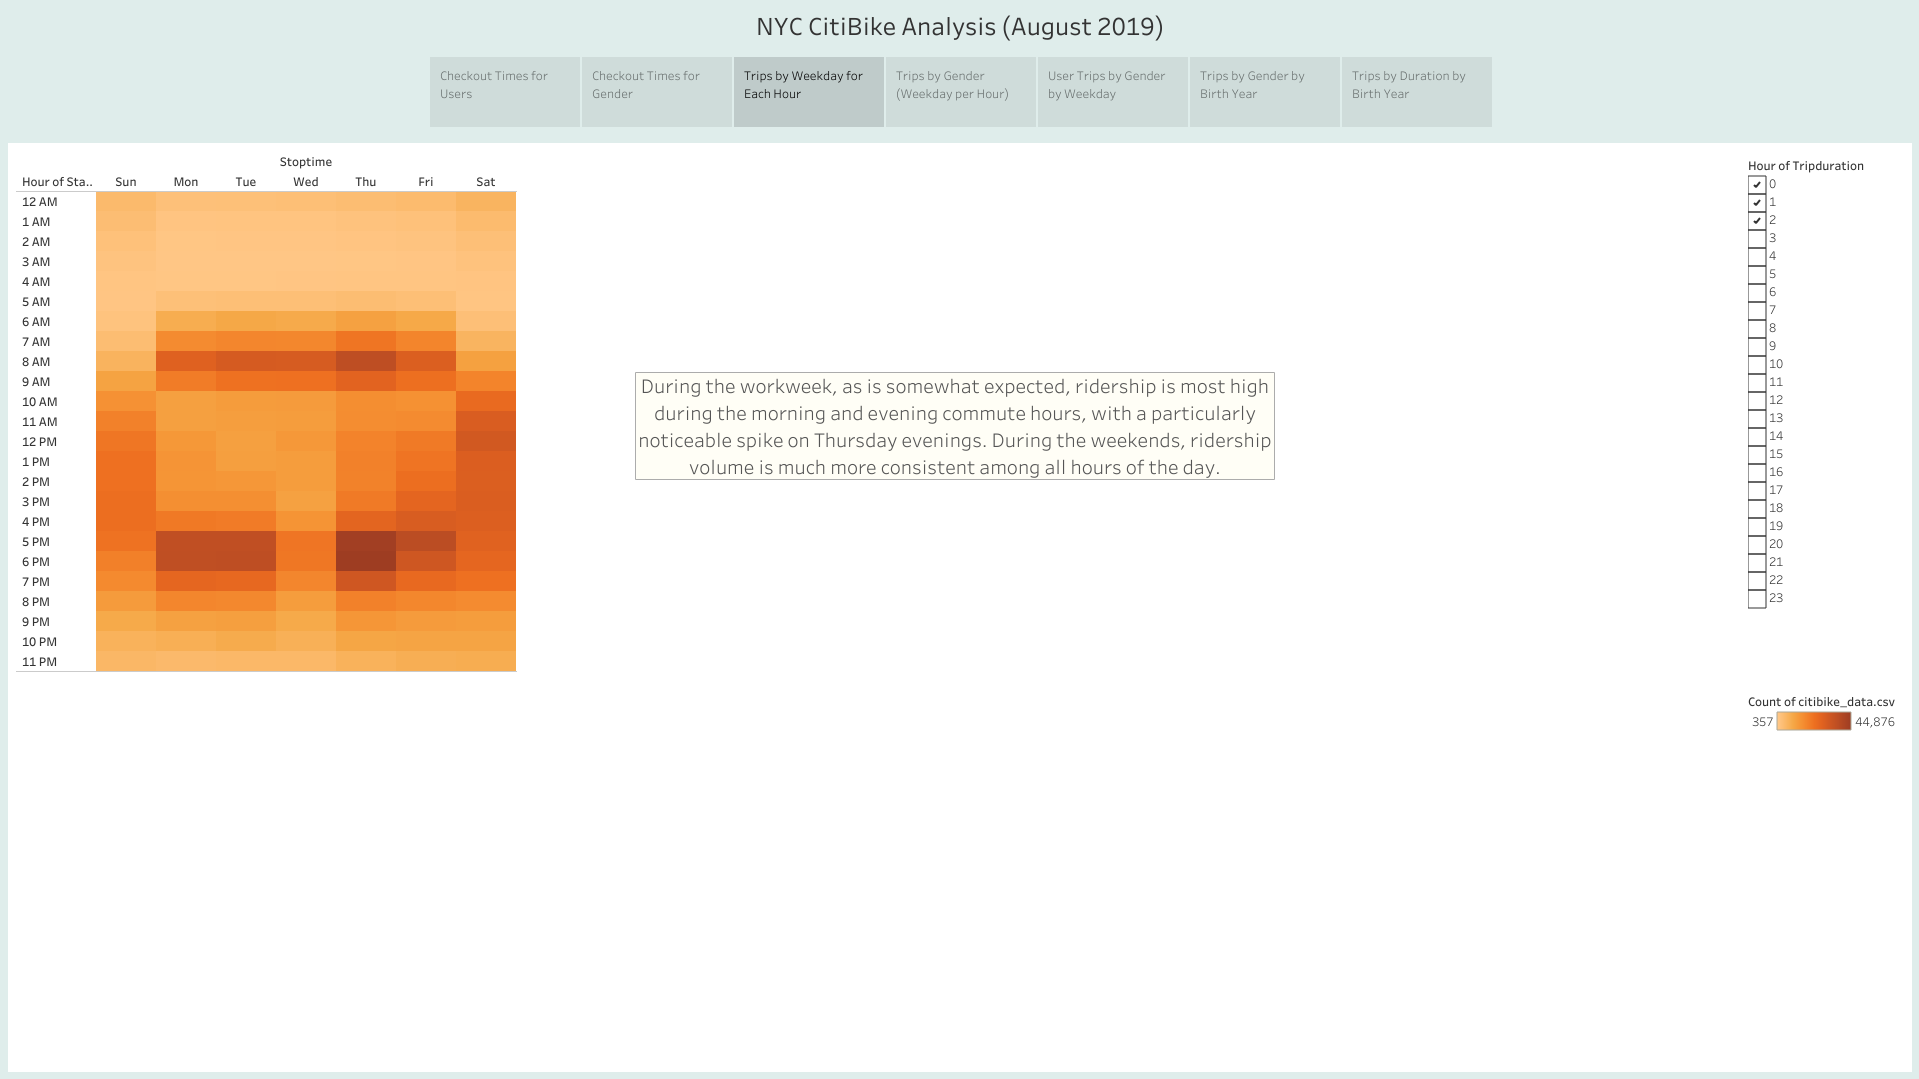 NYC CitiBike Analysis (August 2019)
Checkout Times for
Users
Checkout Times for
Gender
Trips by Weekday for
Each Hour
Trips by Gender
(Weekday per Hour)
User Trips by Gender
by Weekday
Trips by Gender by
Birth Year
Trips by Duration by
Birth Year
Stoptime
Hour of Sta.. Sun Mon Tue Wed Thu Fri Sat
12 AM
1 AM
2 AM
3 AM
4 AM
5 AM
6 AM
7 AM
8 AM
9 AM
10 AM
11 AM
12 PM
1 PM
2 PM
3 PM
4 PM
5 PM
6 PM
7 PM
8 PM
9 PM
10 PM
11 PM
During the workweek, as is somewhat expected, ridership is most high
during the morning and evening commute hours, with a particularly
noticeable spike on Thursday evenings. During the weekends, ridership
volume is much more consistent among all hours of the day.
Hour of Tripduration
0
1
2
3
4
5
6
7
8
9
10
11
12
13
14
15
16
17
18
19
20
21
22
23
Count of citibike_data.csv
357 44,876